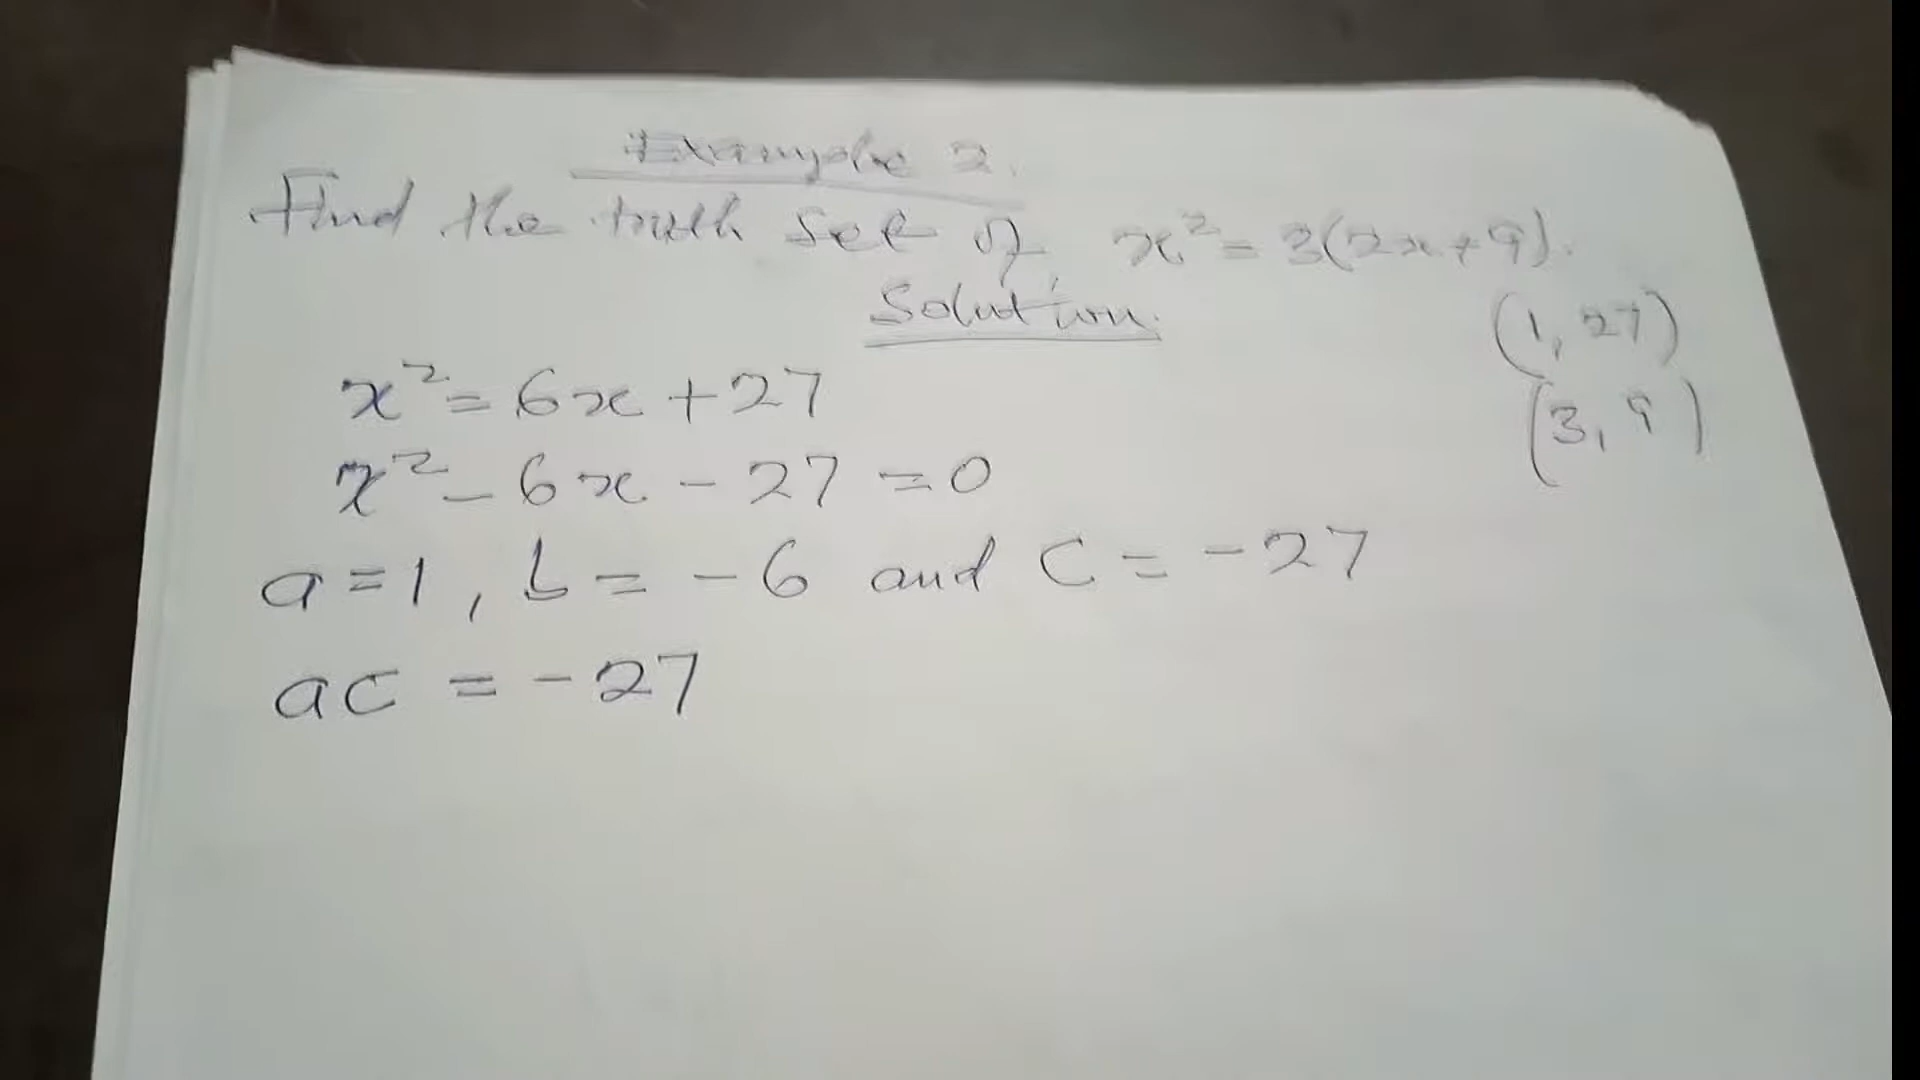 Example 2.
Find the truth set of x² = 3(2x+9).
Solution.
(1, 27)
(3, 9)
x² = 6x + 27
x² - 6x - 27 = 0
a = 1, b = -6 and c = -27
ac = -27